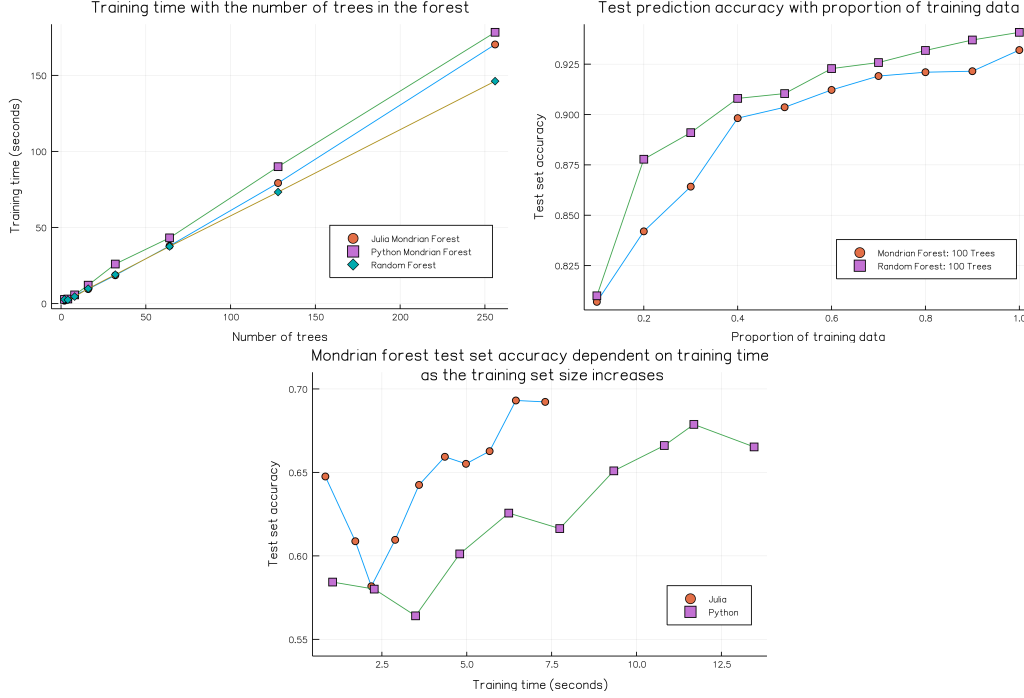 Training time with the number of trees in the forest
Training time (seconds)
150
100
50
0
0
50
100
150
200
250
Number of trees
Julia Mondrian Forest
Python Mondrian Forest
Random Forest
Test prediction accuracy with proportion of training data
Test set accuracy
0.925
0.900
0.875
0.850
0.825
0.2
0.4
0.6
0.8
1.0
Proportion of training data
Mondrian Forest: 100 Trees
Random Forest: 100 Trees
Mondrian forest test set accuracy dependent on training time
as the training set size increases
Test set accuracy
0.70
0.65
0.60
0.55
2.5
5.0
7.5
10.0
12.5
Training time (seconds)
Julia
Python